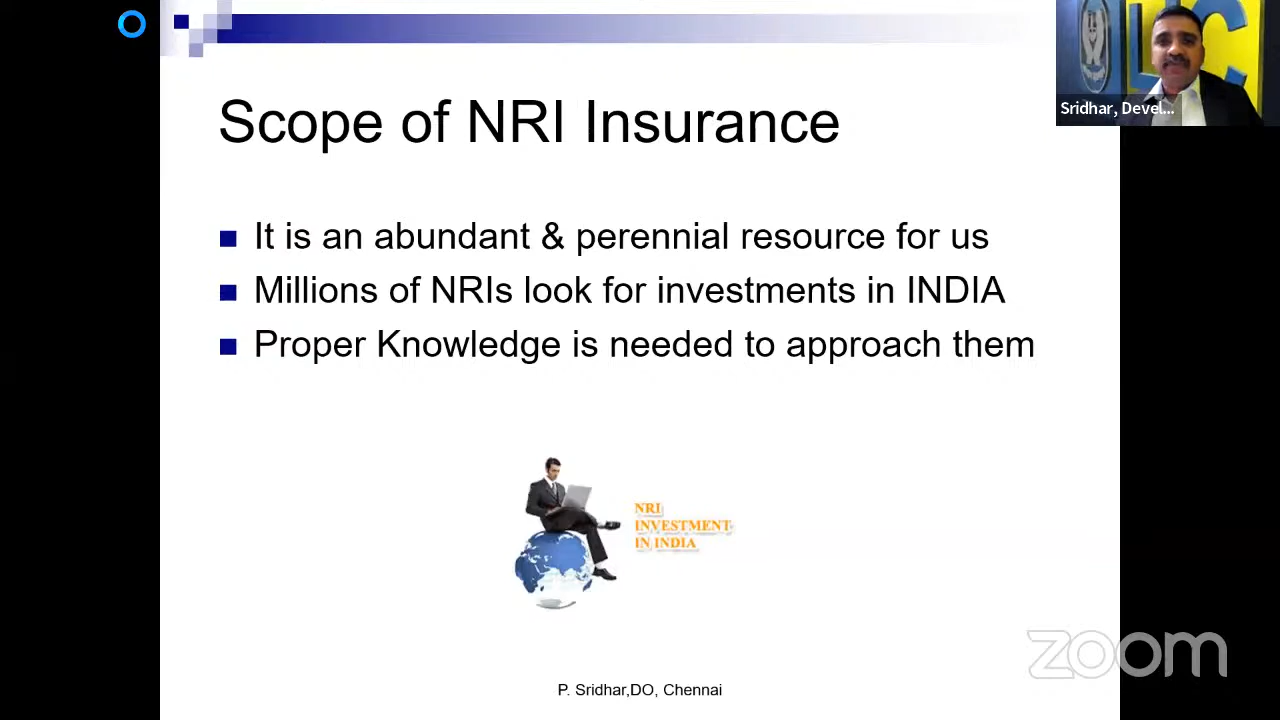 Scope of NRI Insurance
It is an abundant & perennial resource for us
Millions of NRIs look for investments in INDIA
Proper Knowledge is needed to approach them
NRI
INVESTMENT
IN INDIA
P. Sridhar,DO, Chennai
LIC
Sridhar, Devel...
zoom